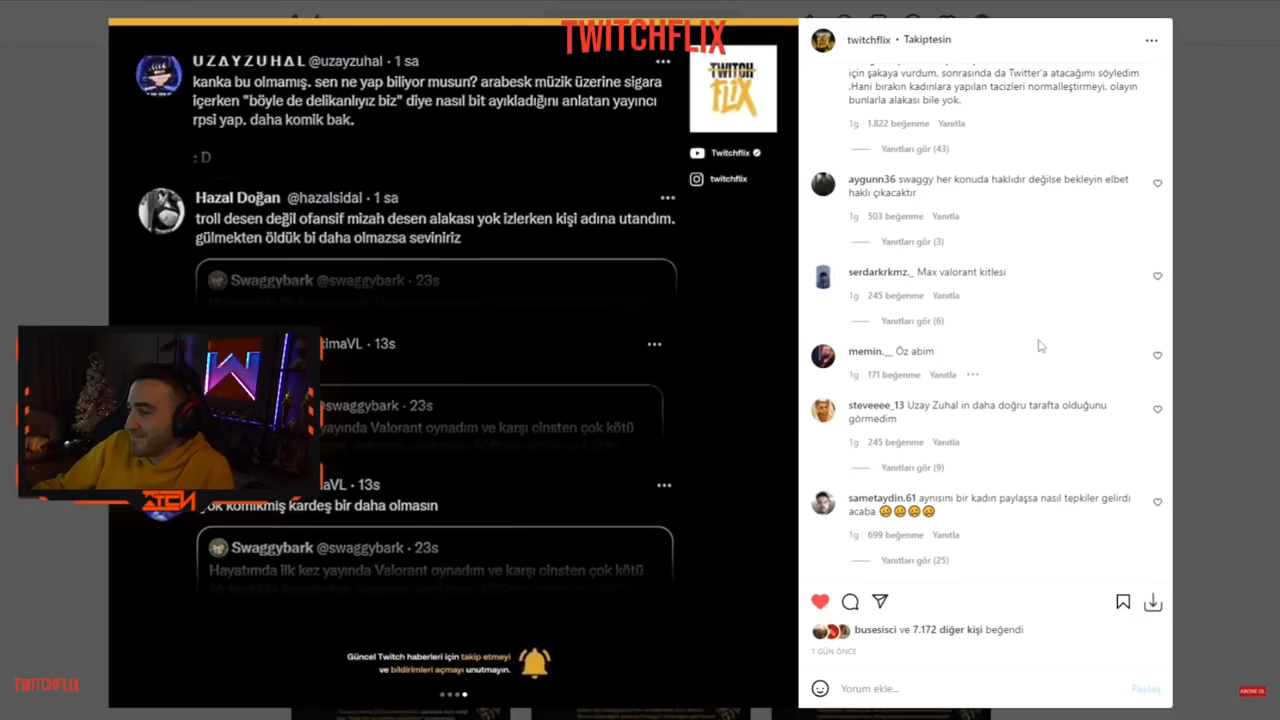 TWITCHFLIX
UZAYZUHAL @uzayzuhal · 1 sa
kanka bu olmamış. sen ne yap biliyor musun? arabesk müzik üzerine sigara
içerken "böyle de delikanlıyız biz" diye nasıl bit ayıkladığını anlatan yayıncı
rpsi yap. daha komik bak.
: D
TWITCH
FLIX
Twitchflix
twitchflix
Hazal Doğan @hazalsidal · 1 sa
troll desen değil ofansif mizah desen alakası yok izlerken kişi adına utandım.
gülmekten öldük bi daha olmazsa seviniriz
Swaggybark @swaggybark · 23s
timaVL · 13s
swaggybark · 23s
yayında Valorant oynadım ve karşı cinsten çok kötü
aVL · 13s
yok komikmiş kardeş bir daha olmasın
Swaggybark @swaggybark · 23s
Hayatımda ilk kez yayında Valorant oynadım ve karşı cinsten çok kötü
Güncel Twitch haberleri için takip etmeyi
ve bildirimleri açmayı unutmayın.
twitchflix • Takiptesin
için şakaya vurdum, sonrasında da Twitter'a atacağımı söyledim
.Hani bırakın kadınlara yapılan tacizleri normalleştirmeyi, olayın
bunlarla alakası bile yok.
1g 1.822 beğenme Yanıtla
Yanıtları gör (43)
aygunn36 swaggy her konuda haklıdır değilse bekleyin elbet
haklı çıkacaktır
1g 503 beğenme Yanıtla
Yanıtları gör (3)
serdarkrkmz._ Max valorant kitlesi
1g 245 beğenme Yanıtla
Yanıtları gör (6)
memin.__ Öz abim
1g 171 beğenme Yanıtla
steveeee_13 Uzay Zuhal in daha doğru tarafta olduğunu
görmedim
1g 245 beğenme Yanıtla
Yanıtları gör (9)
sametaydin.61 aynısını bir kadın paylaşsa nasıl tepkiler gelirdi
acaba 😄😄😄😄
1g 699 beğenme Yanıtla
Yanıtları gör (25)
busesisci ve 7.172 diğer kişi beğendi
1 GÜN ÖNCE
Yorum ekle...
Paylaş
TWITCHFLIX
ABONE OL